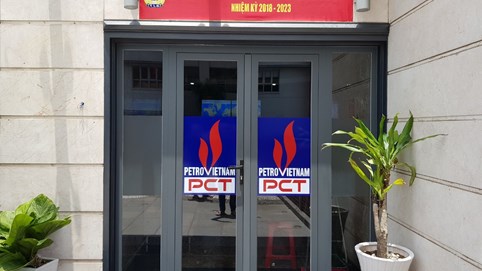 NHIỆM KỲ 2018 - 2023
PETROVIETNAM
PCT
PETROVIETNAM
PCT